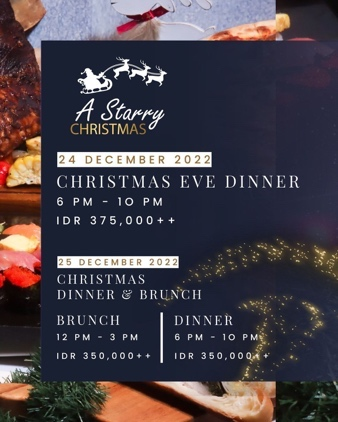 A Starry
CHRISTMAS
24 DECEMBER 2022
CHRISTMAS EVE DINNER
6 PM - 10 PM
IDR 375,000++
25 DECEMBER 2022
CHRISTMAS
DINNER & BRUNCH
BRUNCH
12 PM - 3 PM
IDR 350,000++
DINNER
6 PM - 10 PM
IDR 350,000++